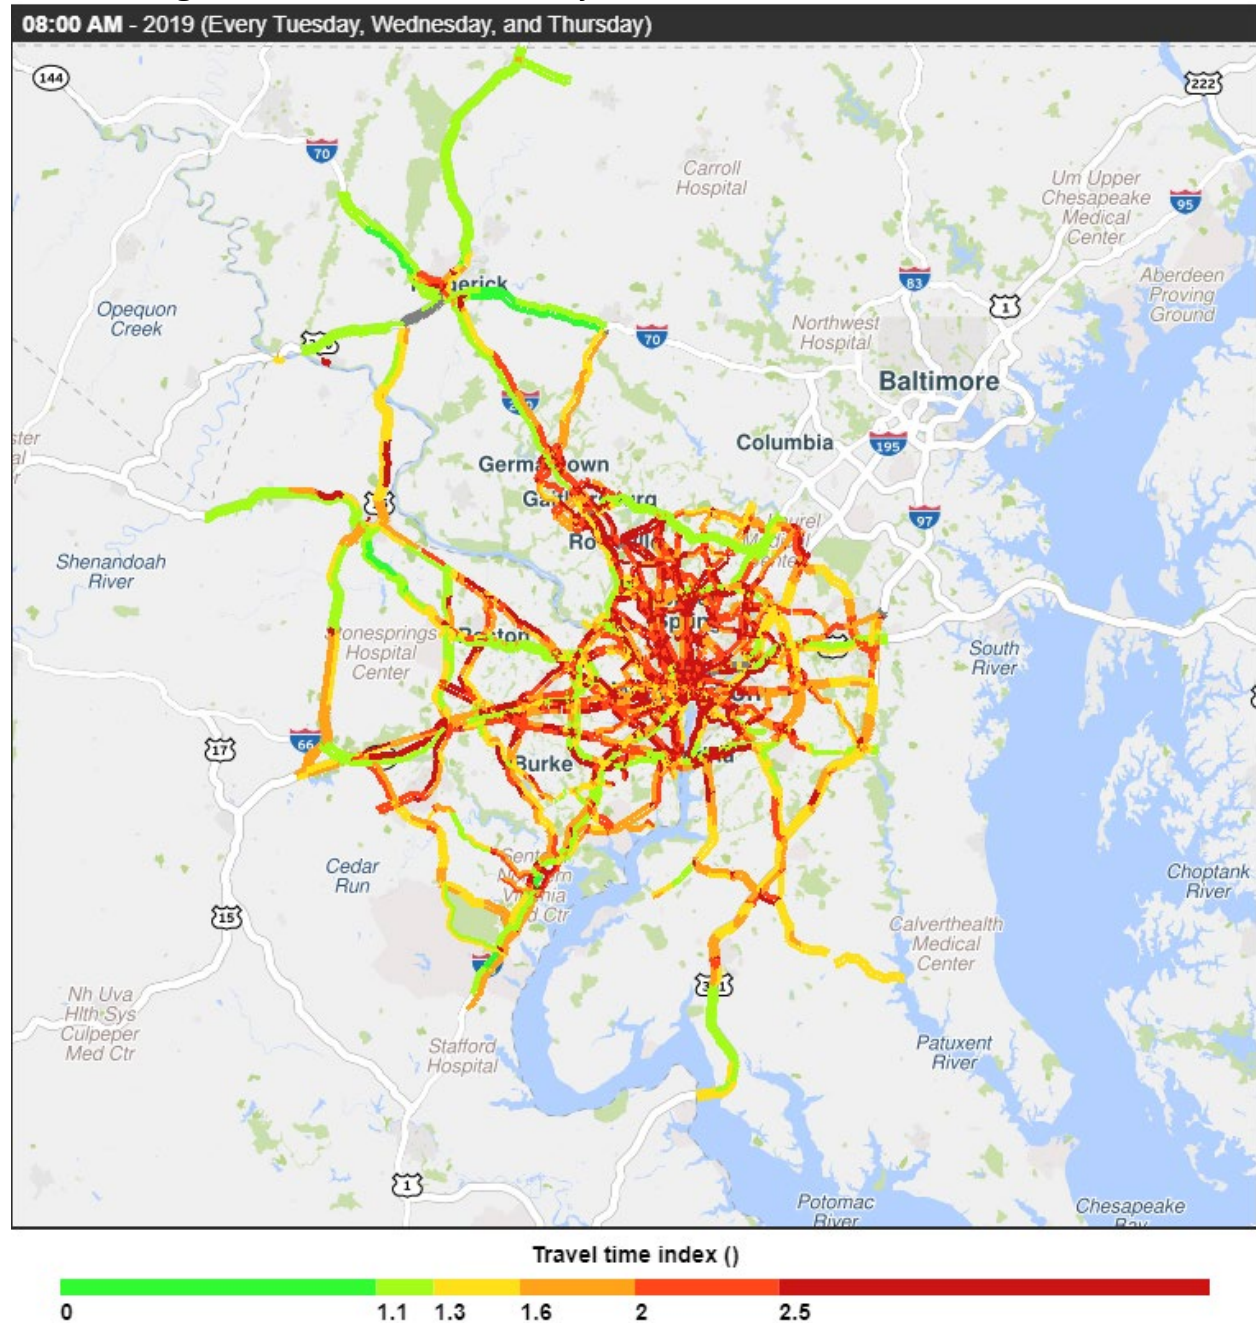 08:00 AM - 2019 (Every Tuesday, Wednesday, and Thursday)
144
222
70
Carroll
Hospital
Um Upper
Chesapeake
Medical
Center
95
83
Aberdeen
Proving
Ground
1
Opequon
Creek
Northwest
Hospital
70
Baltimore
Columbia
195
97
Shenandoah
River
South
River
Stonesprings
Hospital
Center
17
66
Burke
Cedar
Run
Choptank
River
15
Calverthealth
Medical
Center
Nh Uva
Hlth Sys
Culpeper
Med Ctr
Stafford
Hospital
Patuxent
River
1
Potomac
River
Chesapeake
Bay
Travel time index ()
0 1.1 1.3 1.6 2 2.5